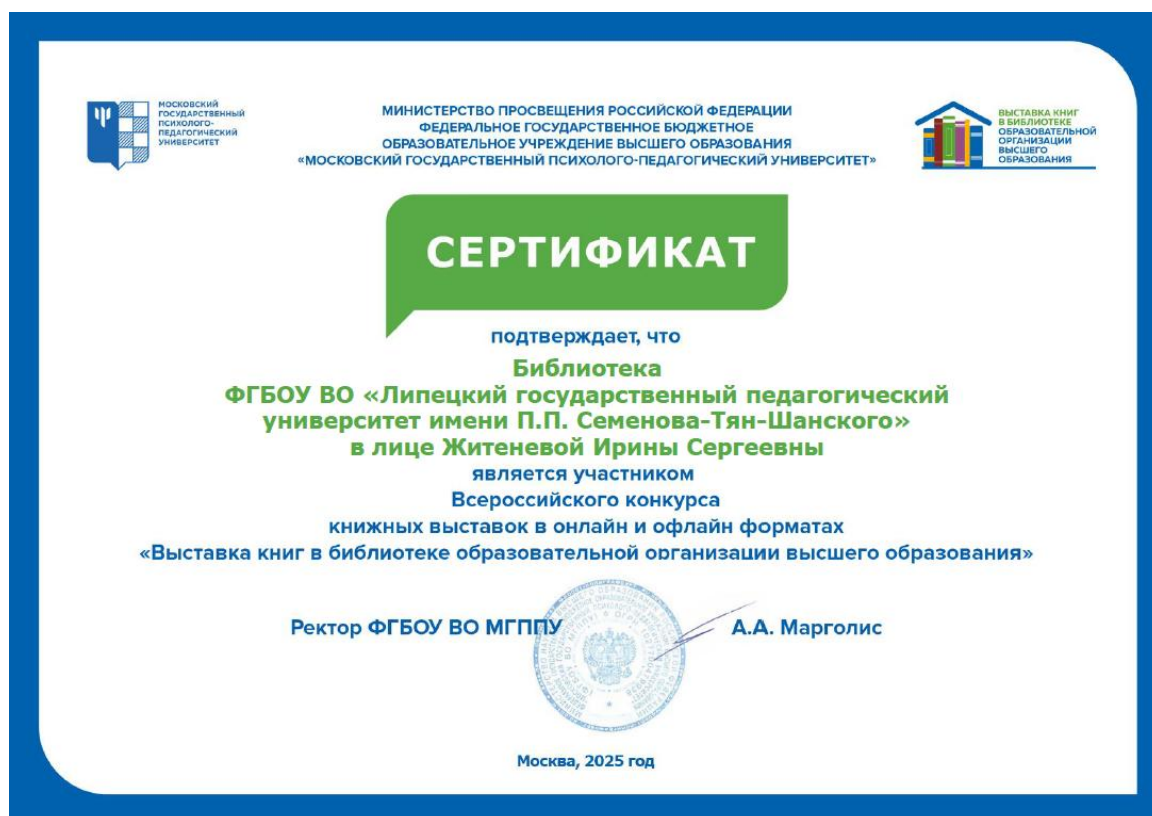 МОСКОВСКИЙ
ГОСУДАРСТВЕННЫЙ
ПСИХОЛОГО-
ПЕДАГОГИЧЕСКИЙ
УНИВЕРСИТЕТ
МИНИСТЕРСТВО ПРОСВЕЩЕНИЯ РОССИЙСКОЙ ФЕДЕРАЦИИ
ФЕДЕРАЛЬНОЕ ГОСУДАРСТВЕННОЕ БЮДЖЕТНОЕ
ОБРАЗОВАТЕЛЬНОЕ УЧРЕЖДЕНИЕ ВЫСШЕГО ОБРАЗОВАНИЯ
«МОСКОВСКИЙ ГОСУДАРСТВЕННЫЙ ПСИХОЛОГО-ПЕДАГОГИЧЕСКИЙ УНИВЕРСИТЕТ»
ВЫСТАВКА КНИГ
В БИБЛИОТЕКЕ
ОБРАЗОВАТЕЛЬНОЙ
ОРГАНИЗАЦИИ
ВЫСШЕГО
ОБРАЗОВАНИЯ
СЕРТИФИКАТ
подтверждает, что
Библиотека
ФГБОУ ВО «Липецкий государственный педагогический
университет имени П.П. Семенова-Тян-Шанского»
в лице Житеневой Ирины Сергеевны
является участником
Всероссийского конкурса
книжных выставок в онлайн и офлайн форматах
«Выставка книг в библиотеке образовательной организации высшего образования»
Ректор ФГБОУ ВО МГППУ
А.А. Марголис
Москва, 2025 год